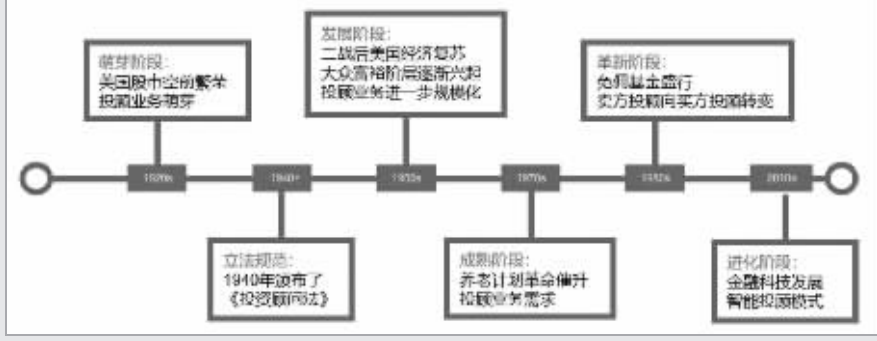 萌芽阶段:
美国股市空前繁荣
投顾业务萌芽
发展阶段:
二战后美国经济复苏
大众富裕阶层逐渐兴起
投顾业务进一步规模化
革新阶段:
免佣基金盛行
卖方投顾向买方投顾转变
1920s
1940s
1970s
2010s
立法规范:
1940年颁布了
《投资顾问法》
成熟阶段:
养老计划革命催升
投顾业务需求
进化阶段:
金融科技发展
智能投顾模式